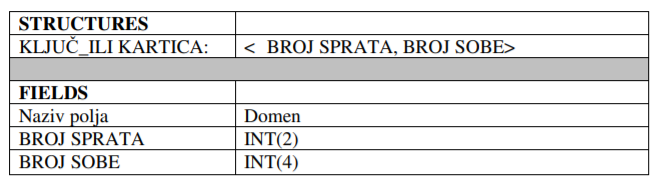 STRUCTURES
KLJUČ_ILI KARTICA: < BROJ SPRATA, BROJ SOBE>
FIELDS
Naziv polja Domen
BROJ SPRATA INT(2)
BROJ SOBE INT(4)